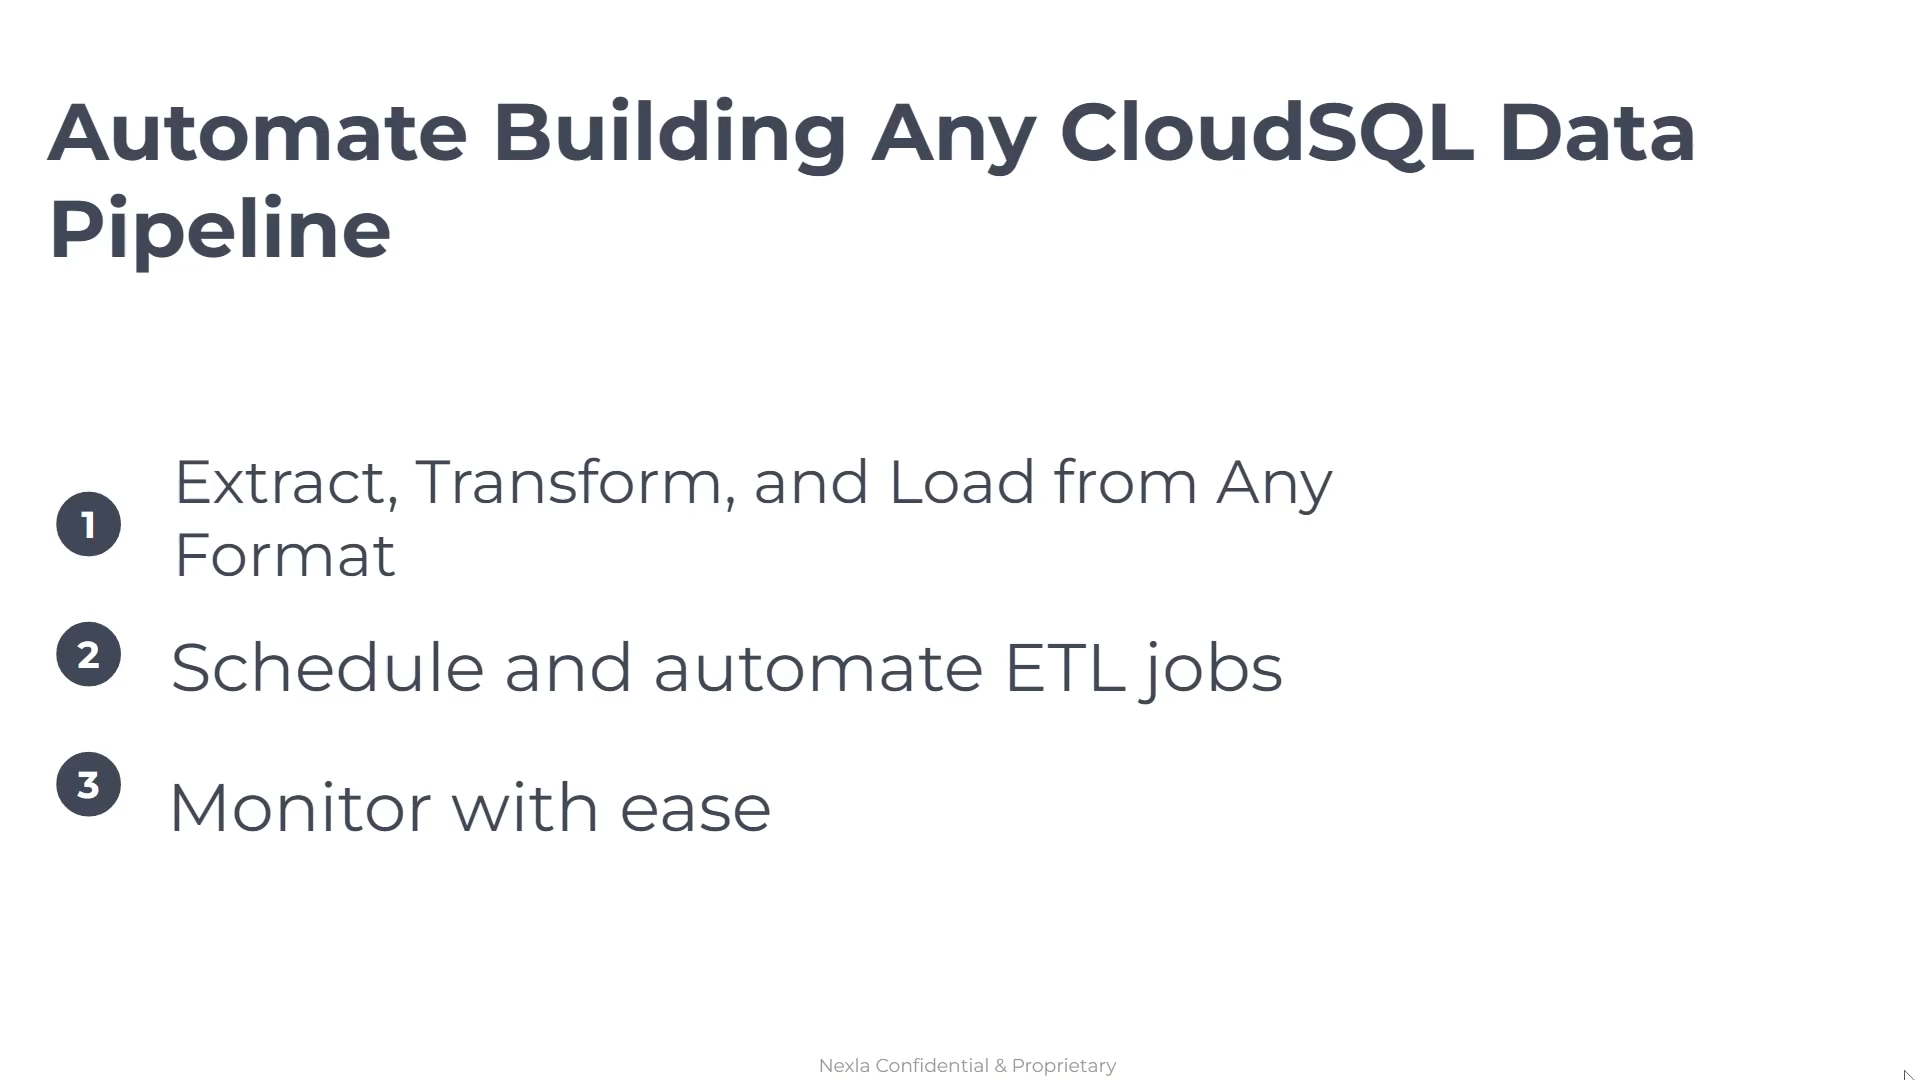 Automate Building Any CloudSQL Data
Pipeline
1
Extract, Transform, and Load from Any
Format
2
Schedule and automate ETL jobs
3
Monitor with ease
Nexla Confidential & Proprietary